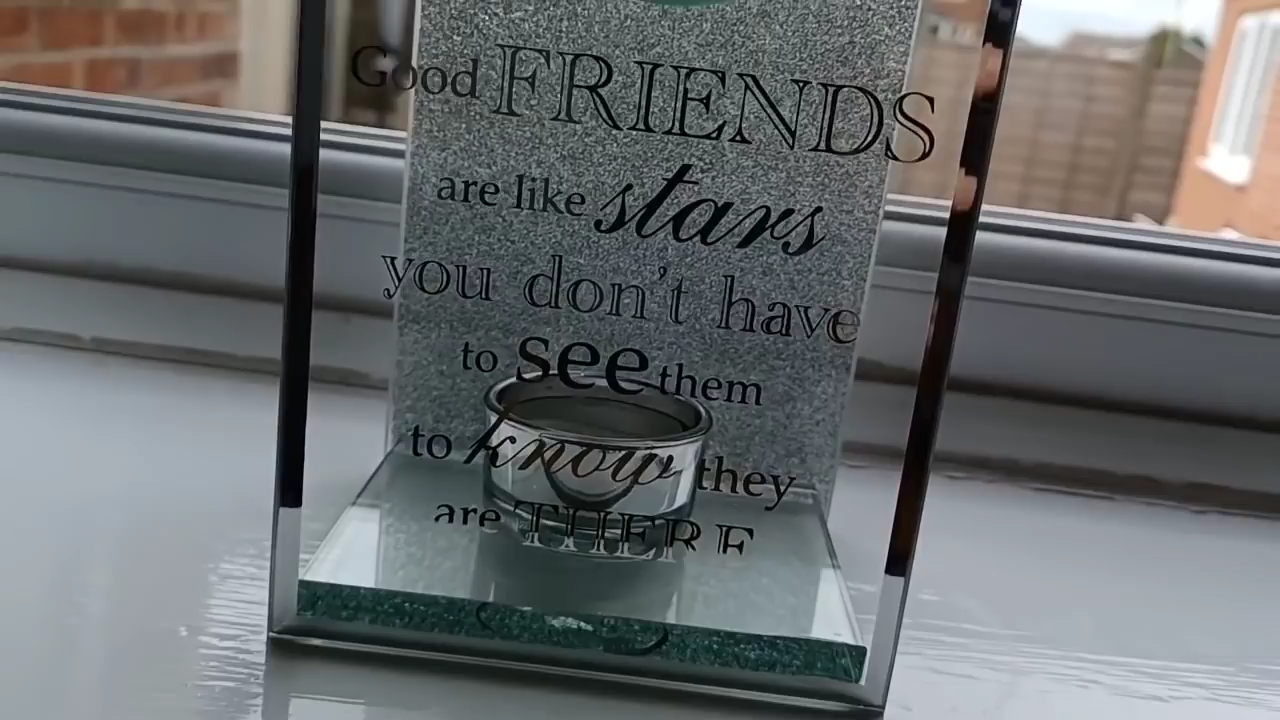 Good FRIENDS
are like stars
you don't have
to see them
to know they
are THERE